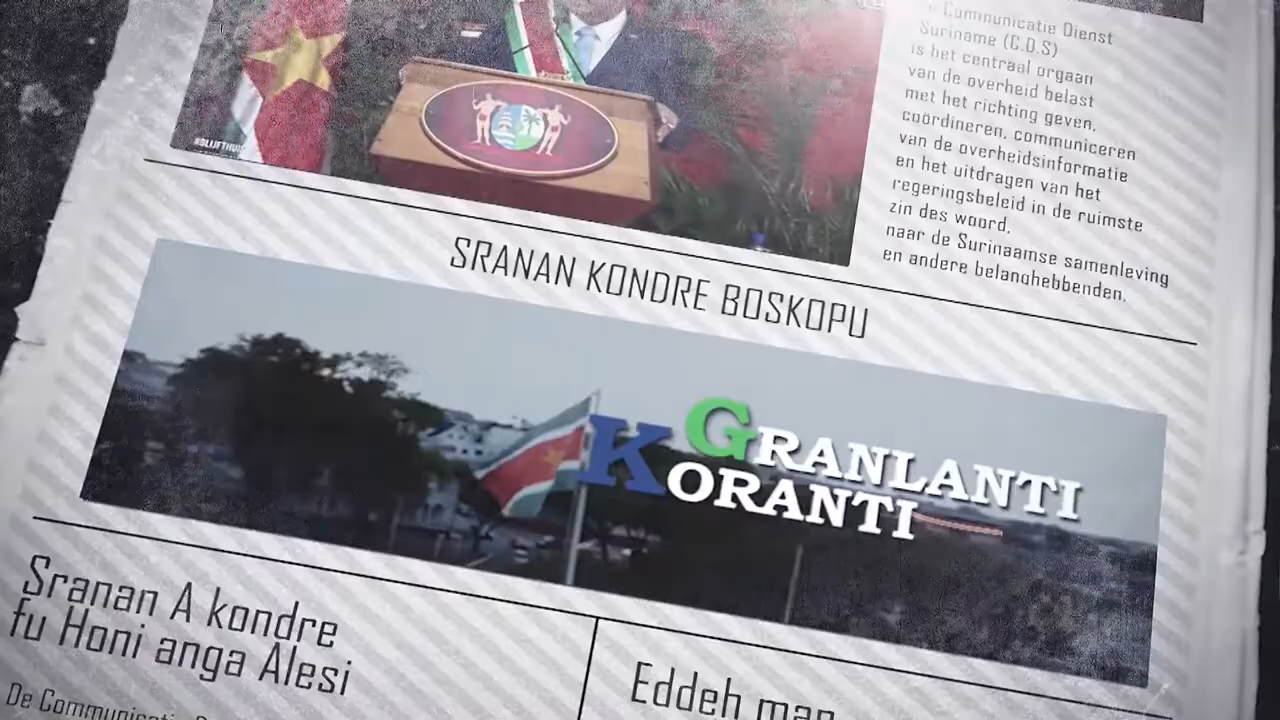 Communicatie Dienst
Suriname (C.D.S)
is het centraal orgaan
van de overheid belast
met het richting geven,
coördineren, communiceren
van de overheidsinformatie
en het uitdragen van het
regeringsbeleid in de ruimste
zin des woord,
naar de Surinaamse samenleving
en andere belanghebbenden.
SRANAN KONDRE BOSKOPU
GRANLANTI
KORANTI
Sranan A kondre
fu Honi anga Alesi
De Communicatie
Eddeh man